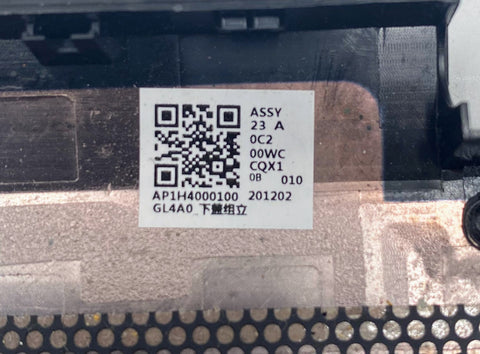 ASSY
23 A
0C2
00WC
CQX1
0B 010
AP1H4000100 201202
GL4A0 下盖组立